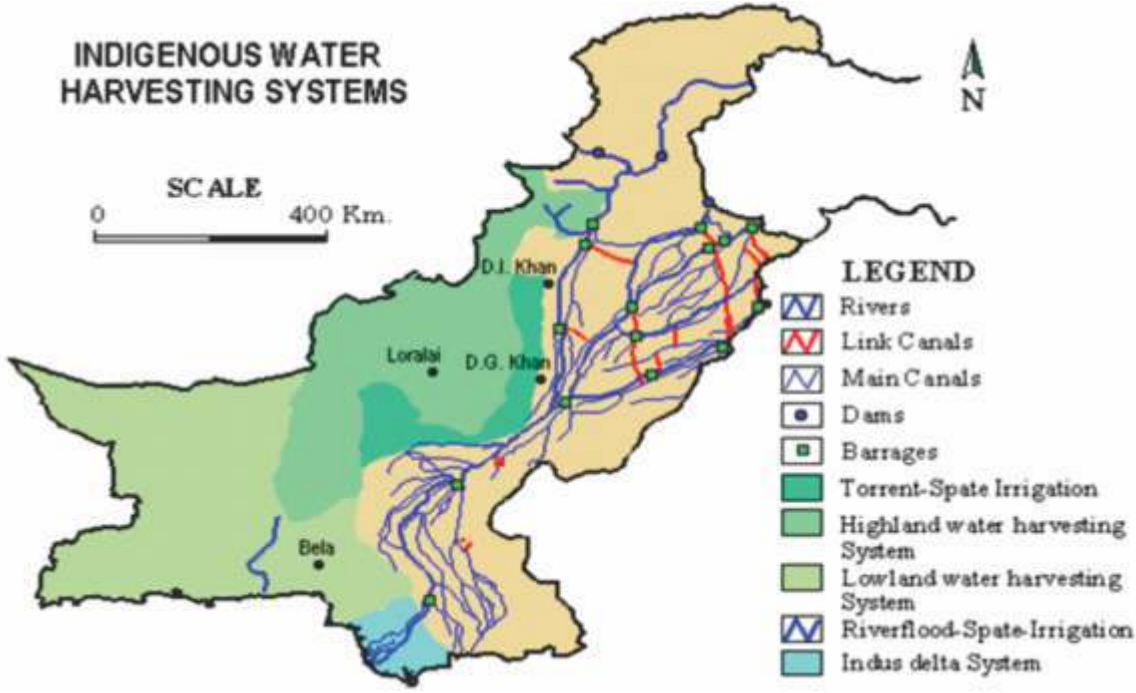 INDIGENOUS WATER
HARVESTING SYSTEMS
N
SCALE
0 400 Km.
D.I. Khan
Loralai
D.G. Khan
Bela
LEGEND
Rivers
Link Canals
Main Canals
Dams
Barrages
Torrent-Spate Irrigation
Highland water harvesting
System
Lowland water harvesting
System
Riverflood-Spate-Irrigation
Indus delta System